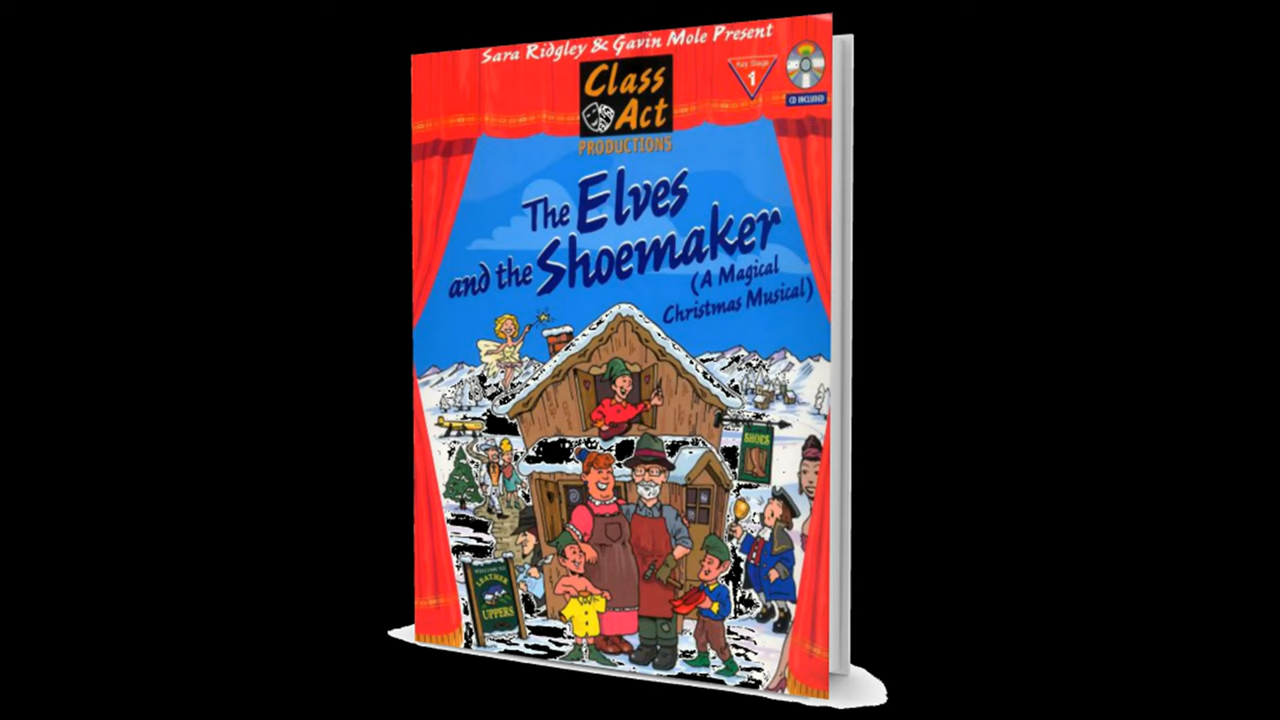 Sara Ridgley & Gavin Mole Present
Class
Act
PRODUCTIONS
Key Stage
1
CD INCLUDED
The Elves
and the Shoemaker
(A Magical
Christmas Musical)
SHOES
WELCOME TO
LEATHER
UPPERS